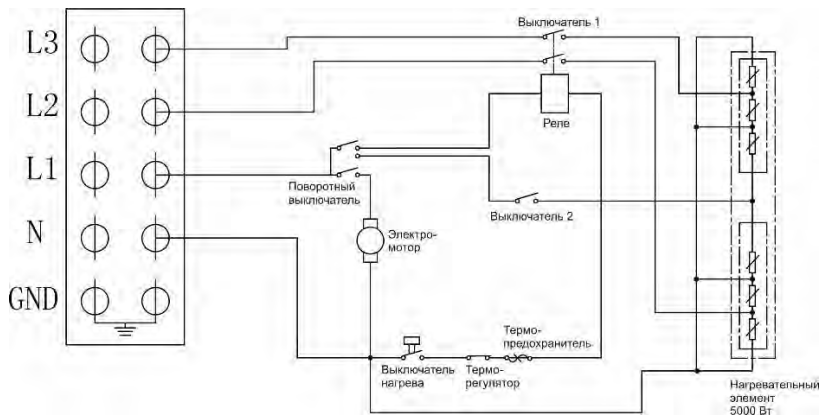 Выключатель 1
L3
L2
Реле
L1
Поворотный
выключатель
Выключатель 2
N
Электро-
мотор
GND
Термо-
предохранитель
Выключатель
нагрева
Термо-
регулятор
Нагревательный
элемент
5000 Вт